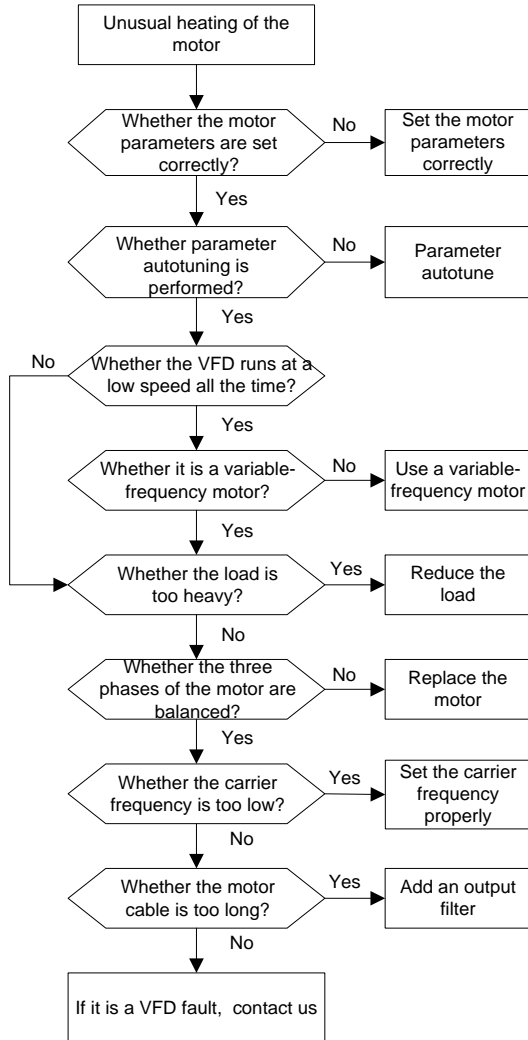 Unusual heating of the
motor
Whether the motor
parameters are set
correctly?
No
Set the motor
parameters
correctly
Yes
Whether parameter
autotuning is
performed?
No
Parameter
autotune
Yes
No
Whether the VFD runs at a
low speed all the time?
Yes
Whether it is a variable-
frequency motor?
No
Use a variable-
frequency motor
Yes
Whether the load is
too heavy?
Yes
Reduce the
load
No
Whether the three
phases of the motor are
balanced?
No
Replace the
motor
Yes
Whether the carrier
frequency is too low?
Yes
Set the carrier
frequency
properly
No
Whether the motor
cable is too long?
Yes
Add an output
filter
No
If it is a VFD fault, contact us